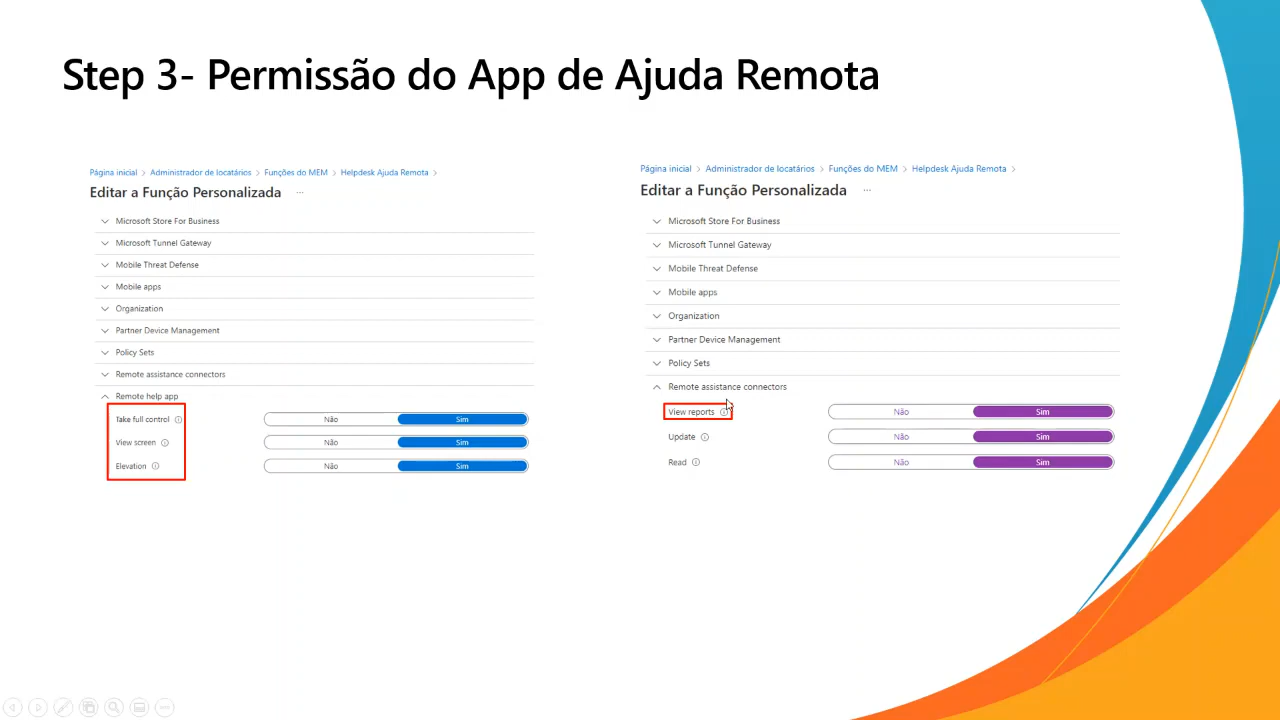 Step 3- Permissão do App de Ajuda Remota
Página inicial > Administrador de locatários > Funções do MEM > Helpdesk Ajuda Remota >
Editar a Função Personalizada ...
Microsoft Store For Business
Microsoft Tunnel Gateway
Mobile Threat Defense
Mobile apps
Organization
Partner Device Management
Policy Sets
Remote assistance connectors
Remote help app
Take full control Não Sim
View screen Não Sim
Elevation Não Sim
Página inicial > Administrador de locatários > Funções do MEM > Helpdesk Ajuda Remota >
Editar a Função Personalizada ...
Microsoft Store For Business
Microsoft Tunnel Gateway
Mobile Threat Defense
Mobile apps
Organization
Partner Device Management
Policy Sets
Remote assistance connectors
View reports Não Sim
Update Não Sim
Read Não Sim